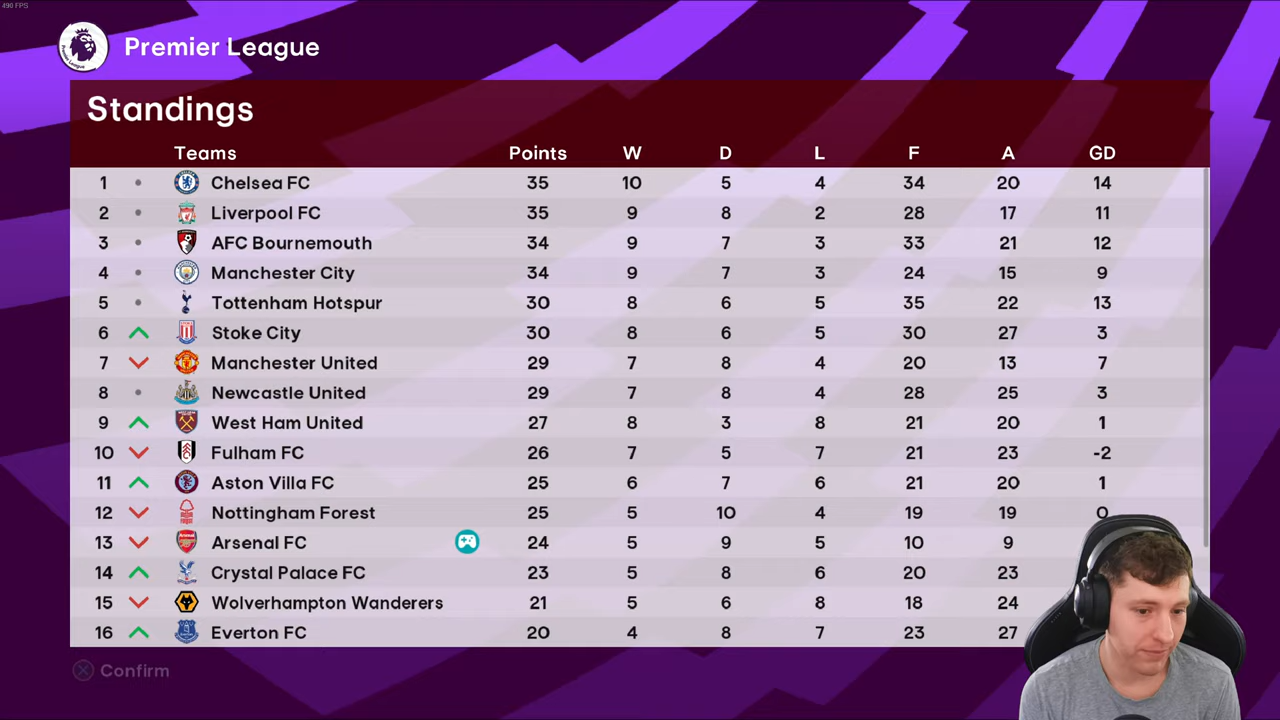 490 FPS
Premier League
Standings
Teams Points W D L F A GD
1 Chelsea FC 35 10 5 4 34 20 14
2 Liverpool FC 35 9 8 2 28 17 11
3 AFC Bournemouth 34 9 7 3 33 21 12
4 Manchester City 34 9 7 3 24 15 9
5 Tottenham Hotspur 30 8 6 5 35 22 13
6 Stoke City 30 8 6 5 30 27 3
7 Manchester United 29 7 8 4 20 13 7
8 Newcastle United 29 7 8 4 28 25 3
9 West Ham United 27 8 3 8 21 20 1
10 Fulham FC 26 7 5 7 21 23 -2
11 Aston Villa FC 25 6 7 6 21 20 1
12 Nottingham Forest 25 5 10 4 19 19 0
13 Arsenal FC 24 5 9 5 10 9
14 Crystal Palace FC 23 5 8 6 20 23
15 Wolverhampton Wanderers 21 5 6 8 18 24
16 Everton FC 20 4 8 7 23 27
Confirm